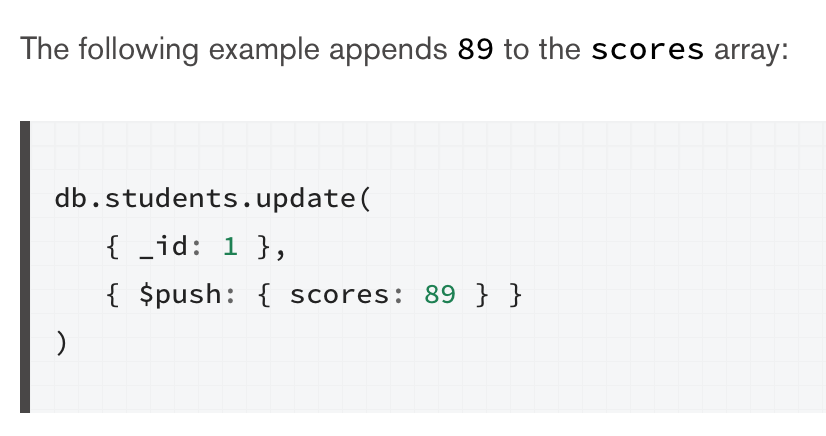 The following example appends 89 to the scores array:
db.students.update(
{ _id: 1 },
{ $push: { scores: 89 } }
)